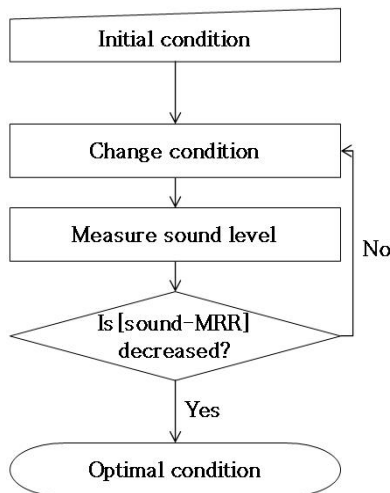 Initial condition
Change condition
Measure sound level
No
Is [sound-MRR]
decreased?
Yes
Optimal condition